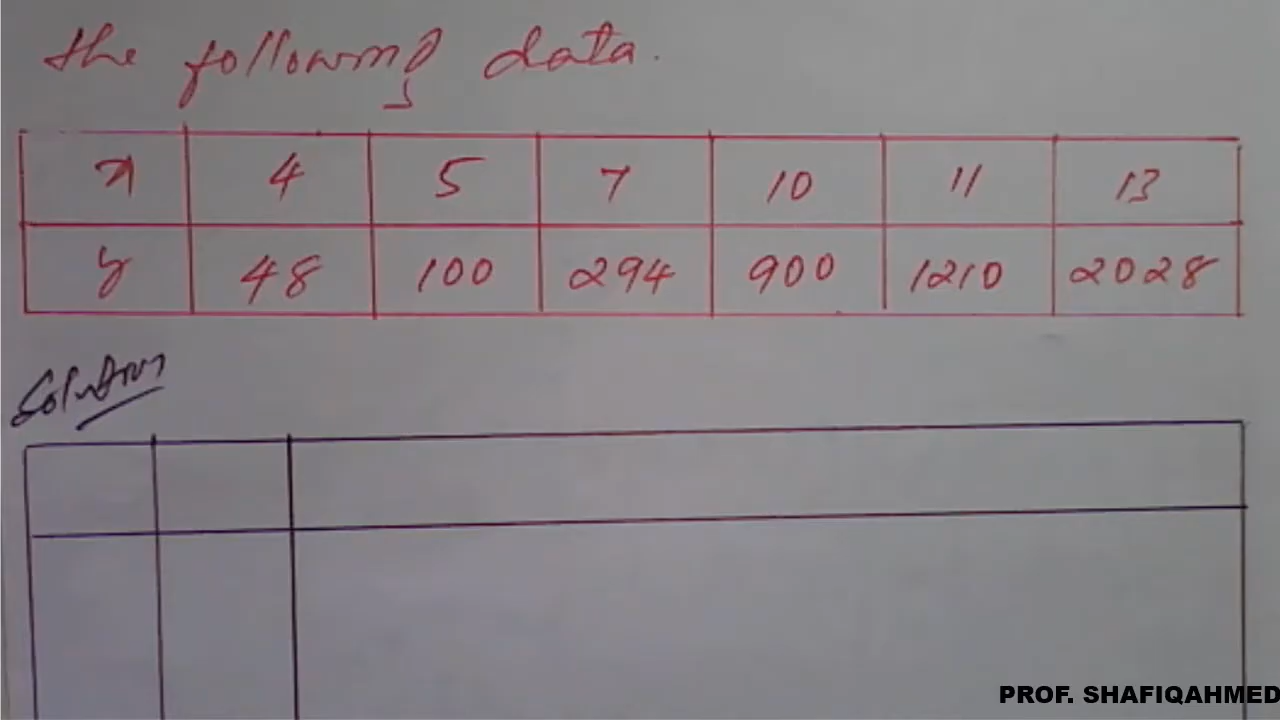 the following data.
x 4 5 7 10 11 13
y 48 100 294 900 1210 2028
Solution
PROF. SHAFIQAHMED